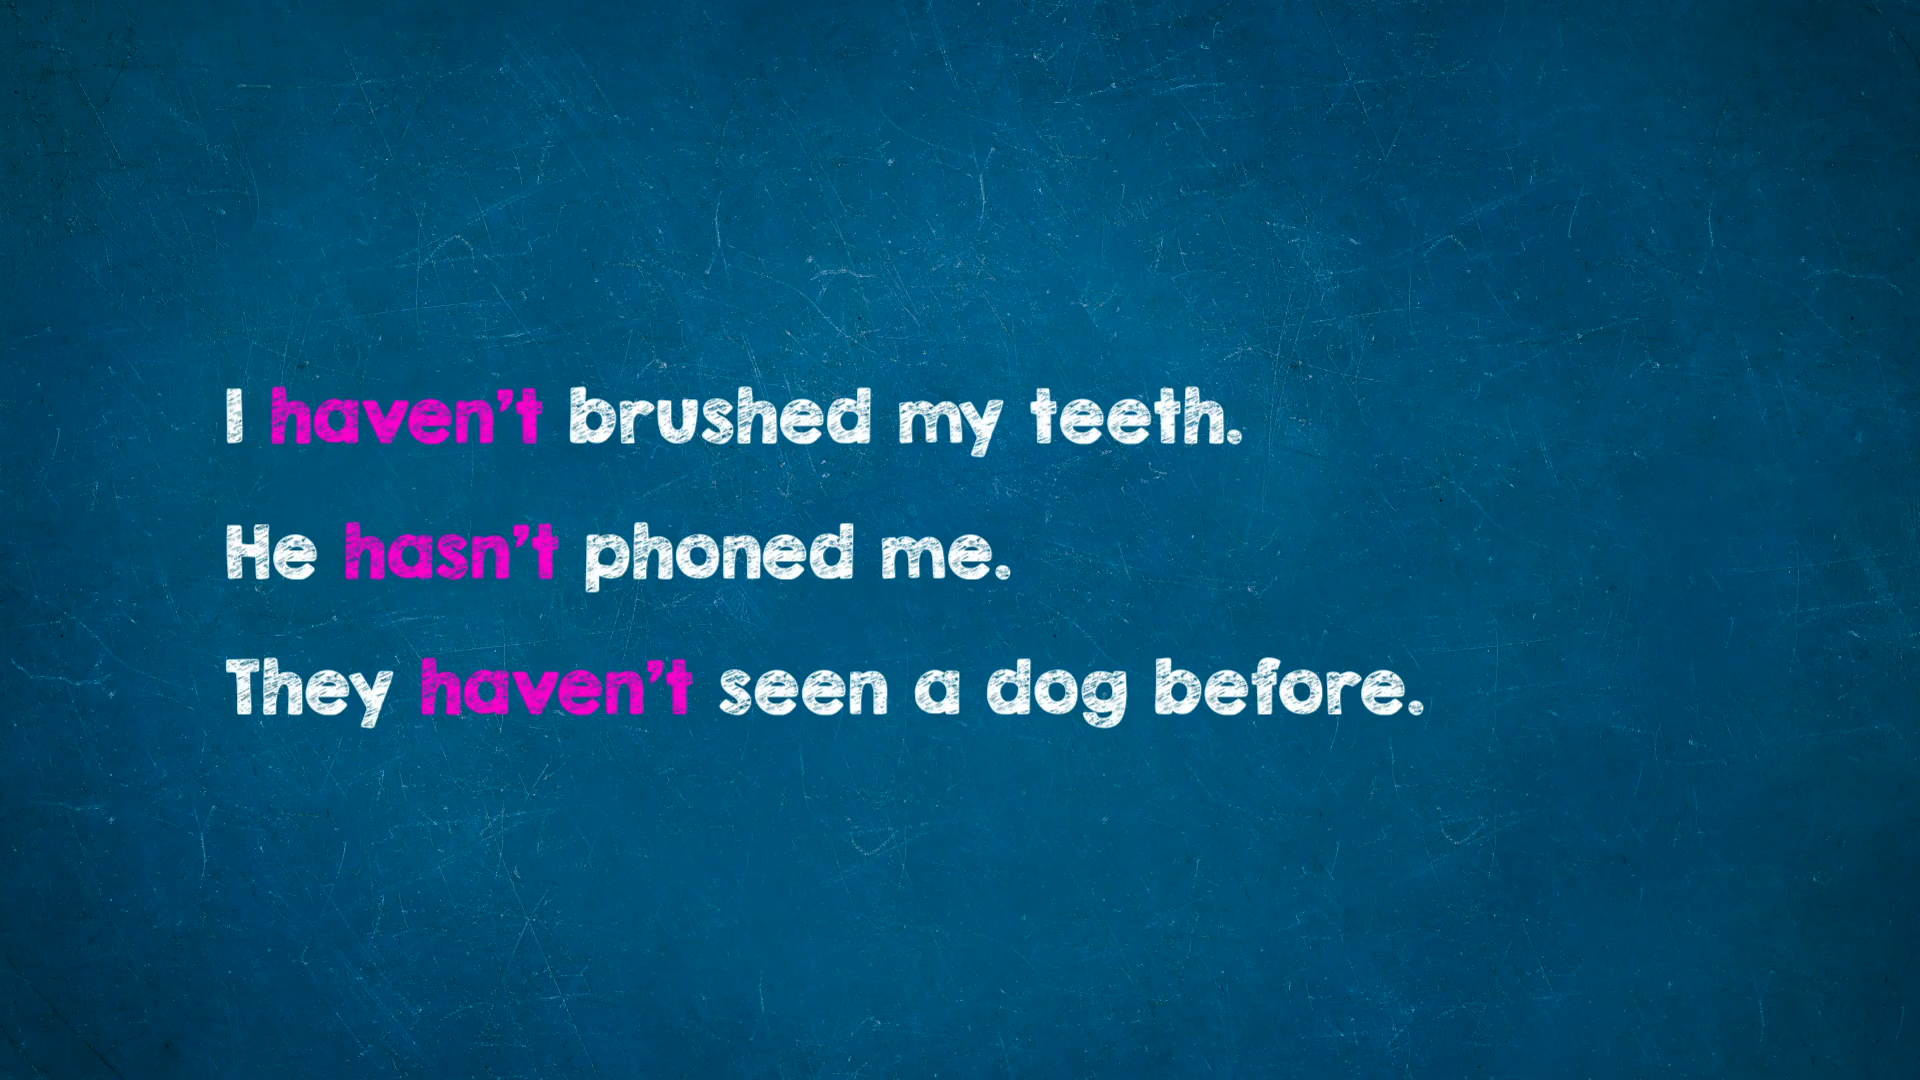 I haven’t brushed my teeth.
He hasn’t phoned me.
They haven’t seen a dog before.